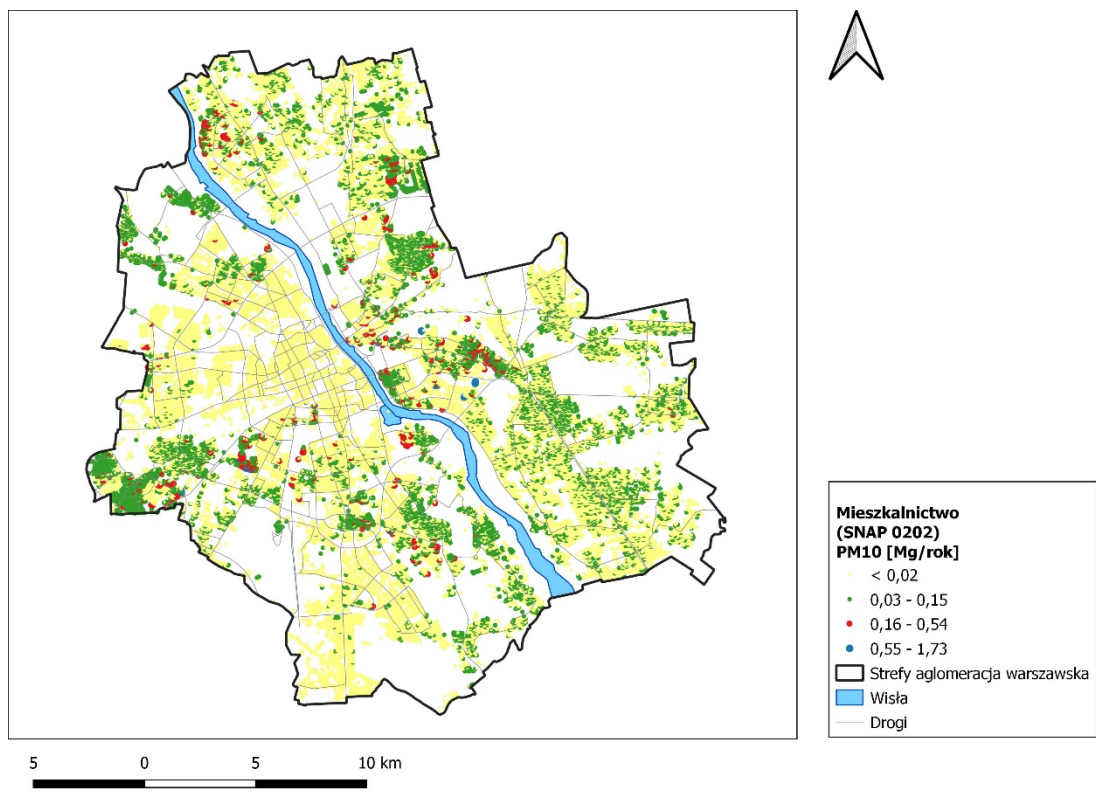 Mieszkalnictwo
(SNAP 0202)
PM10 [Mg/rok]
< 0,02
0,03 - 0,15
0,16 - 0,54
0,55 - 1,73
Strefy aglomeracja warszawska
Wisła
Drogi
5 0 5 10 km